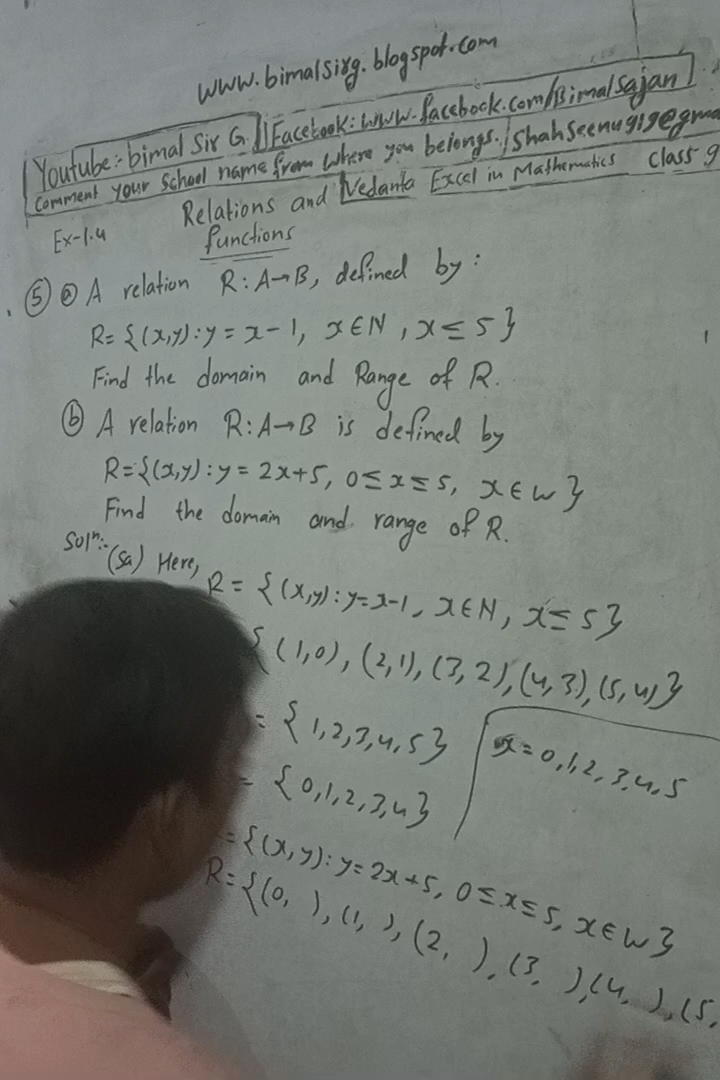 www.bimalsirg.blogspot.com
Youtube:- bimal Sir G. || Facebook: www.facebook.com/Bimalsajan
Comment your School name from where you belongs. / Shahseenu919@gma
Ex-1.4 Relations and functions Vedanta Excel in Mathematics Class 9
⑤ ⓐ A relation R: A→B, defined by:
R= {(x,y): y = x-1, x∈N, x≤5}
Find the domain and Range of R.
ⓑ A relation R: A→B is defined by
R={(x,y): y= 2x+5, 0≤x≤5, x∈w}
Find the domain and range of R.
Solⁿ:- (5a) Here,
R = {(x,y): y=x-1, x∈N, x≤5}
{(1,0), (2,1), (3,2), (4,3), (5,4)}
= {1,2,3,4,5}
x=0,1,2,3,4,5
= {0,1,2,3,4}
={(x,y): y=2x+5, 0≤x≤5, x∈w}
R={(0, ), (1, ), (2, ), (3, ), (4, ), (5,